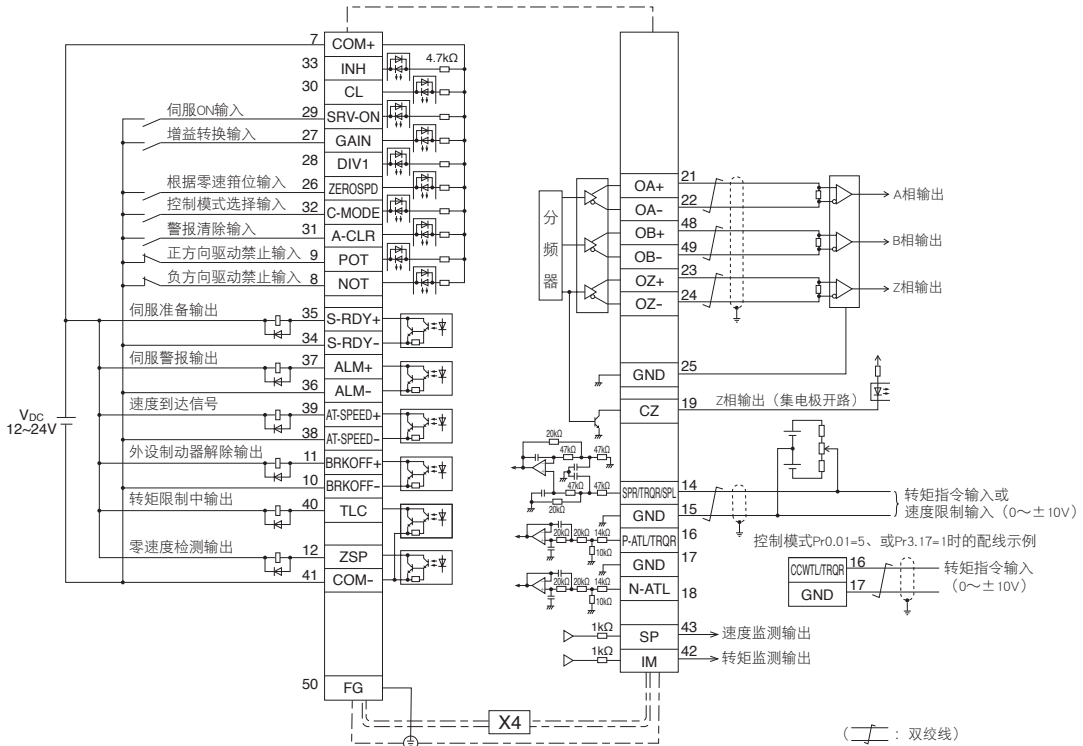 7 COM+
33 INH 4.7kΩ
30 CL
伺服ON输入 29 SRV-ON
增益转换输入 27 GAIN
28 DIV1
根据零速箝位输入 26 ZEROSPD
控制模式选择输入 32 C-MODE
警报清除输入 31 A-CLR
正方向驱动禁止输入 9 POT
负方向驱动禁止输入 8 NOT
伺服准备输出 35 S-RDY+
34 S-RDY-
伺服警报输出 37 ALM+
36 ALM-
速度到达信号 39 AT-SPEED+
38 AT-SPEED-
外设制动器解除输出 11 BRKOFF+
10 BRKOFF-
转矩限制中输出 40 TLC
零速度检测输出 12 ZSP
41 COM-
VDC
12~24V
50 FG
X4
分频器
OA+ 21
OA- 22
A相输出
OB+ 48
OB- 49
B相输出
OZ+ 23
OZ- 24
Z相输出
GND 25
CZ 19 Z相输出（集电极开路）
20kΩ
47kΩ 47kΩ
47kΩ 47kΩ
20kΩ
SPR/TRQR/SPL 14
GND 15
转矩指令输入或
速度限制输入（0～±10V）
20kΩ 20kΩ 14kΩ
10kΩ
P-ATL/TRQR 16
GND 17
20kΩ 20kΩ 14kΩ
10kΩ
N-ATL 18
控制模式Pr0.01=5、或Pr3.17=1时的配线示例
CCWTL/TRQR 16
GND 17
转矩指令输入
（0～±10V）
1kΩ SP 43 速度监测输出
1kΩ IM 42 转矩监测输出
（ ：双绞线）